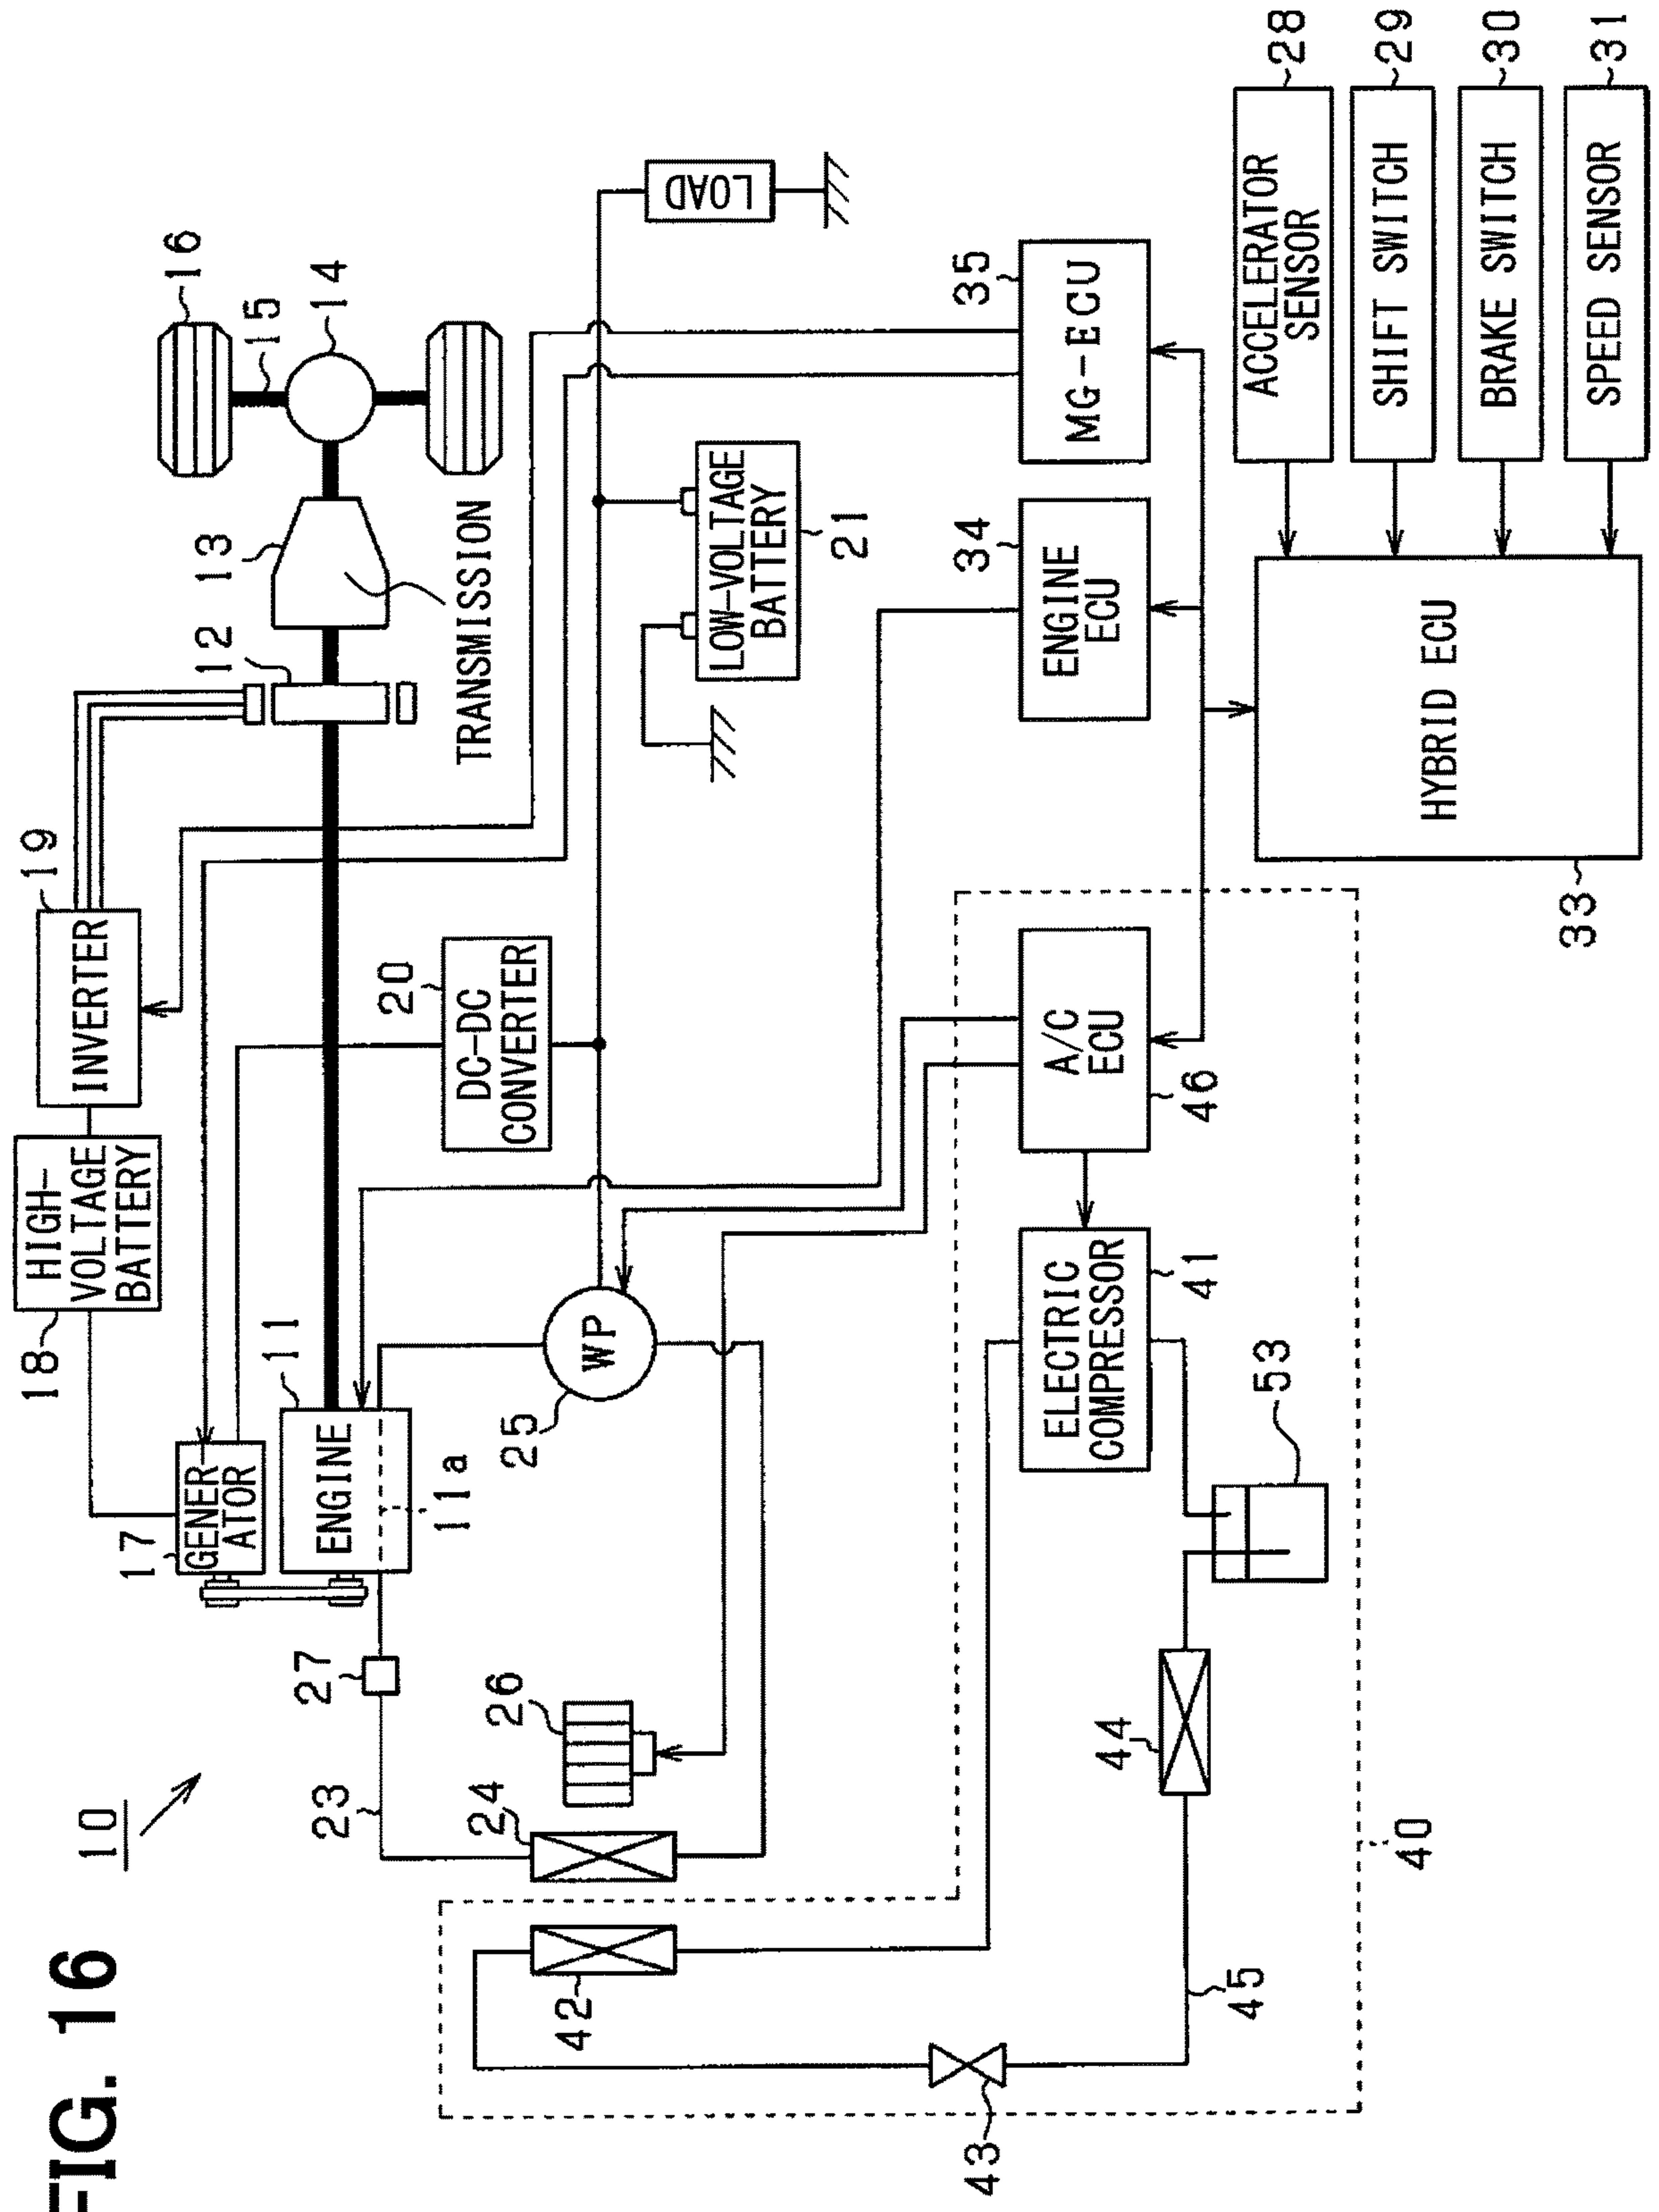 FIG. 16
10
18
HIGH-
VOLTAGE
BATTERY
19
INVERTER
17
GENER-
ATOR
11
ENGINE
11a
12
13
TRANSMISSION
14
15
16
20
DC-DC
CONVERTER
27
23
24
26
25
WP
LOW-VOLTAGE
BATTERY
21
LOAD
42
43
45
44
53
40
ELECTRIC
COMPRESSOR
41
A/C
ECU
46
34
ENGINE
ECU
35
MG-ECU
HYBRID ECU
33
ACCELERATOR
SENSOR
28
SHIFT SWITCH
29
BRAKE SWITCH
30
SPEED SENSOR
31